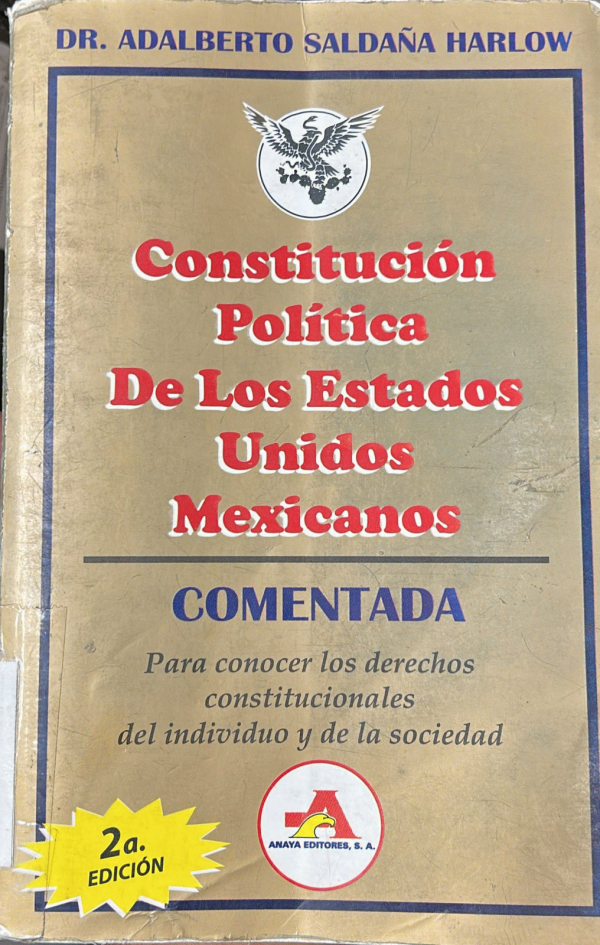 DR. ADALBERTO SALDAÑA HARLOW
Constitución
Política
De Los Estados
Unidos
Mexicanos
COMENTADA
Para conocer los derechos
constitucionales
del individuo y de la sociedad
A
ANAYA EDITORES, S. A.
2a.
EDICIÓN